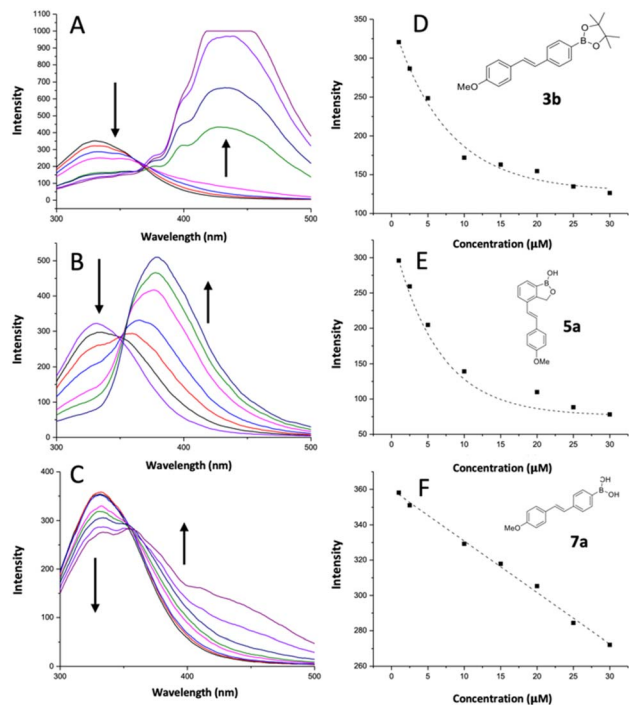 A
1000
1000
900
800
700
600
500
400
300
200
100
0
Intensity
300
400
500
Wavelength (nm)
B
500
400
300
200
100
0
Intensity
300
400
500
Wavelength (nm)
C
400
300
200
100
0
Intensity
300
400
500
Wavelength (nm)
D
350
300
250
200
150
100
Intensity
0
5
10
15
20
25
30
Concentration (µM)
MeO
B
O
O
3b
E
300
250
200
150
100
50
Intensity
0
5
10
15
20
25
30
Concentration (µM)
OH
B
O
OMe
5a
F
360
340
320
300
280
260
Intensity
0
5
10
15
20
25
30
Concentration (µM)
MeO
OH
B
OH
7a